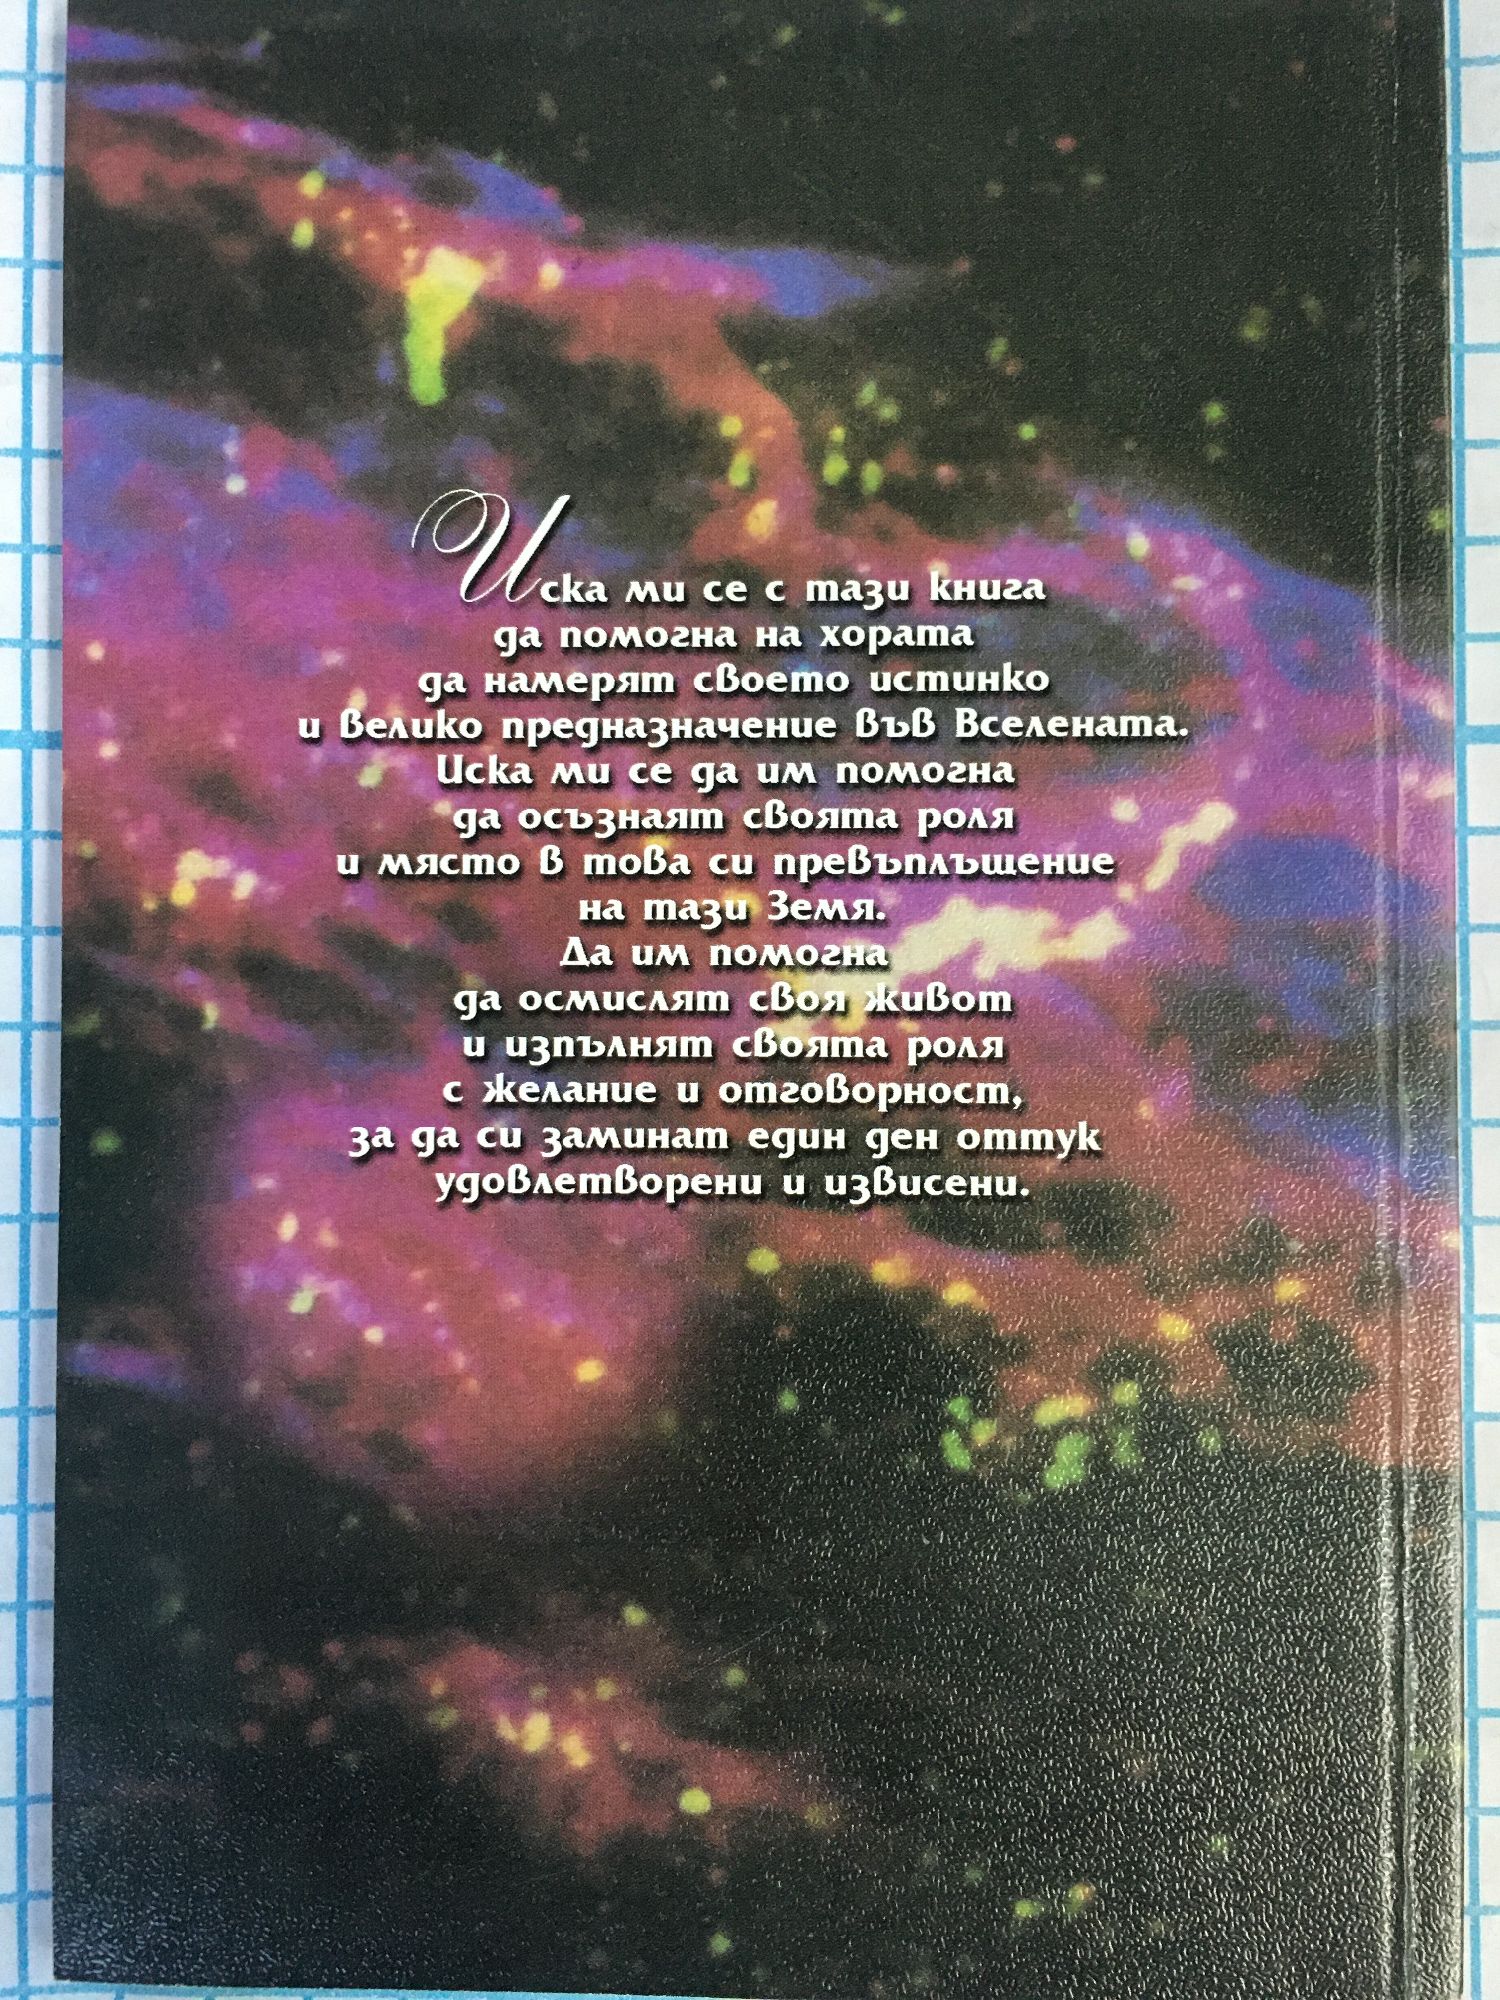 Иска ми се с тази книга
да помогна на хората
да намерят своето истинко
и велико предназначение във Вселената.
Иска ми се да им помогна
да осъзнаят своята роля
и място в това си превъплъщение
на тази Земя.
Да им помогна
да осмислят своя живот
и изпълнят своята роля
с желание и отговорност,
за да си заминат един ден оттук
удовлетворени и извисени.